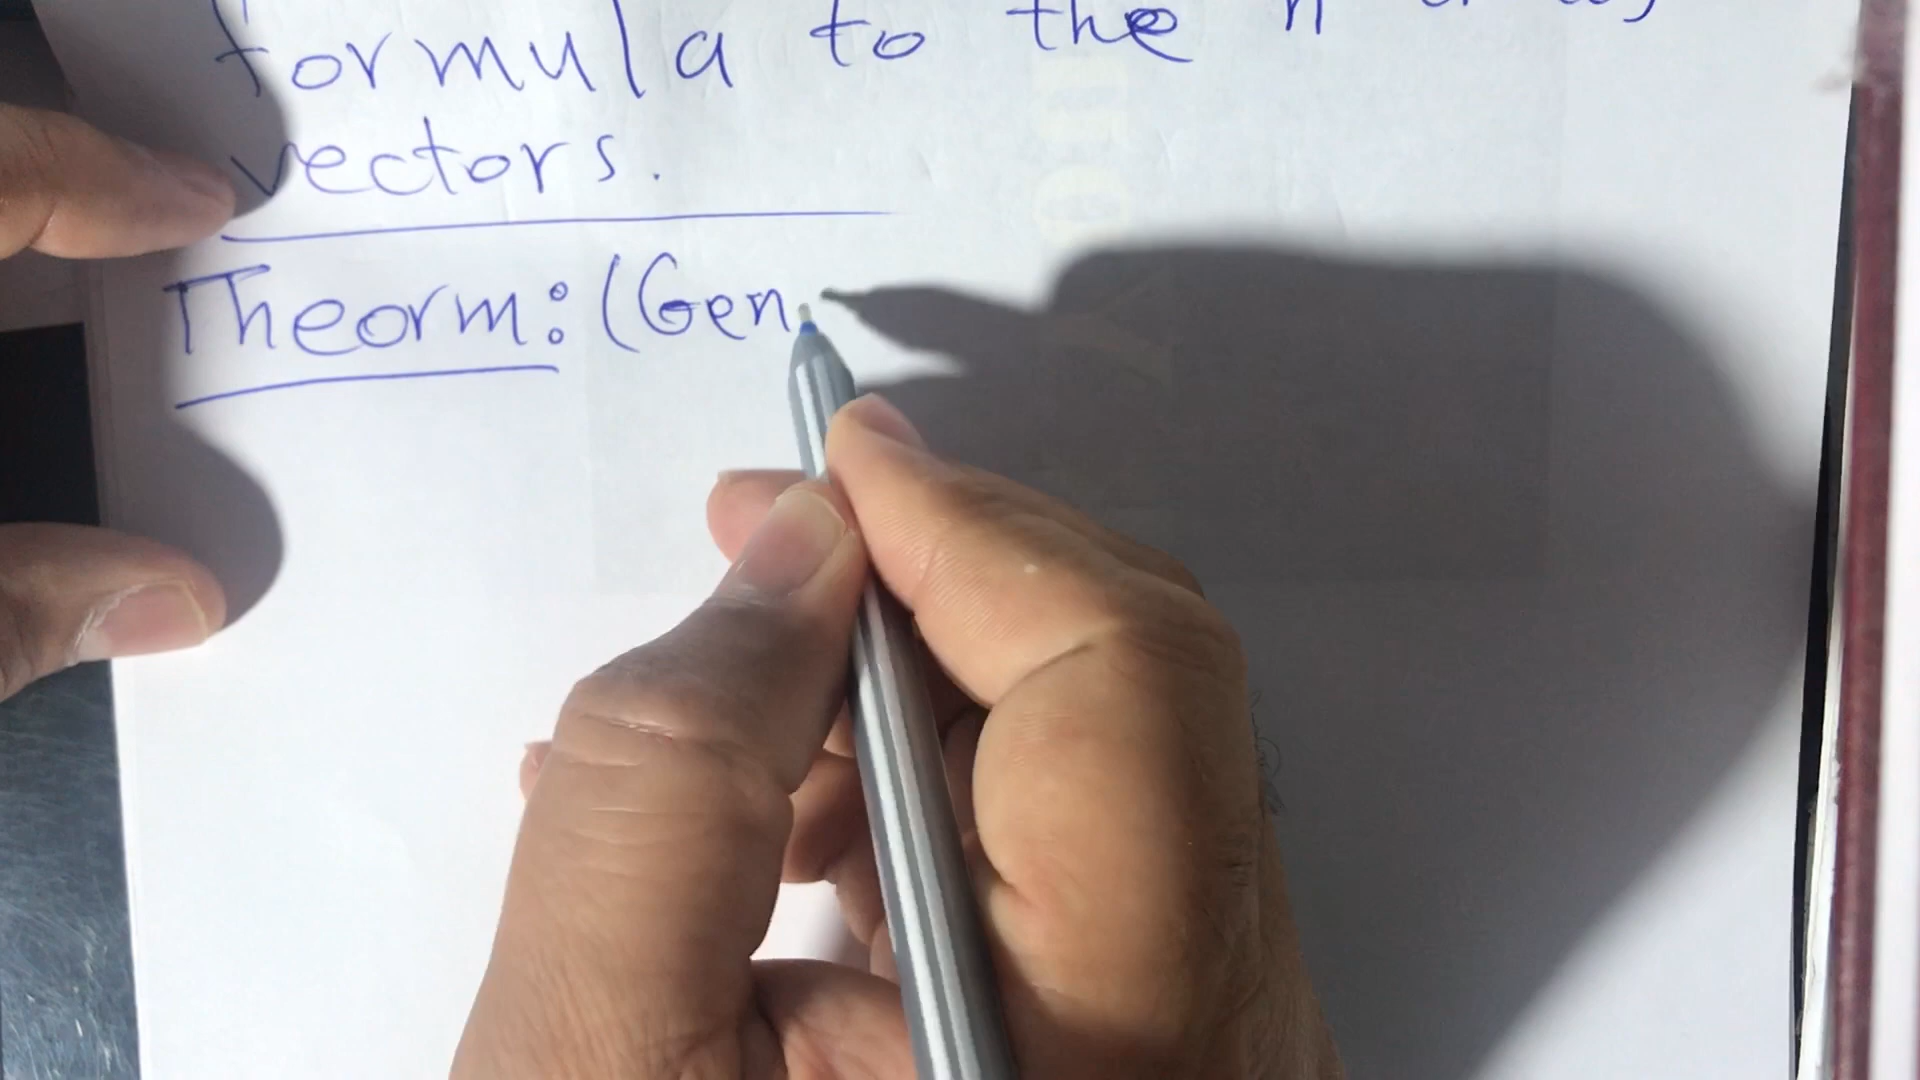 formula to the n
vectors.
Theorm: (Gen